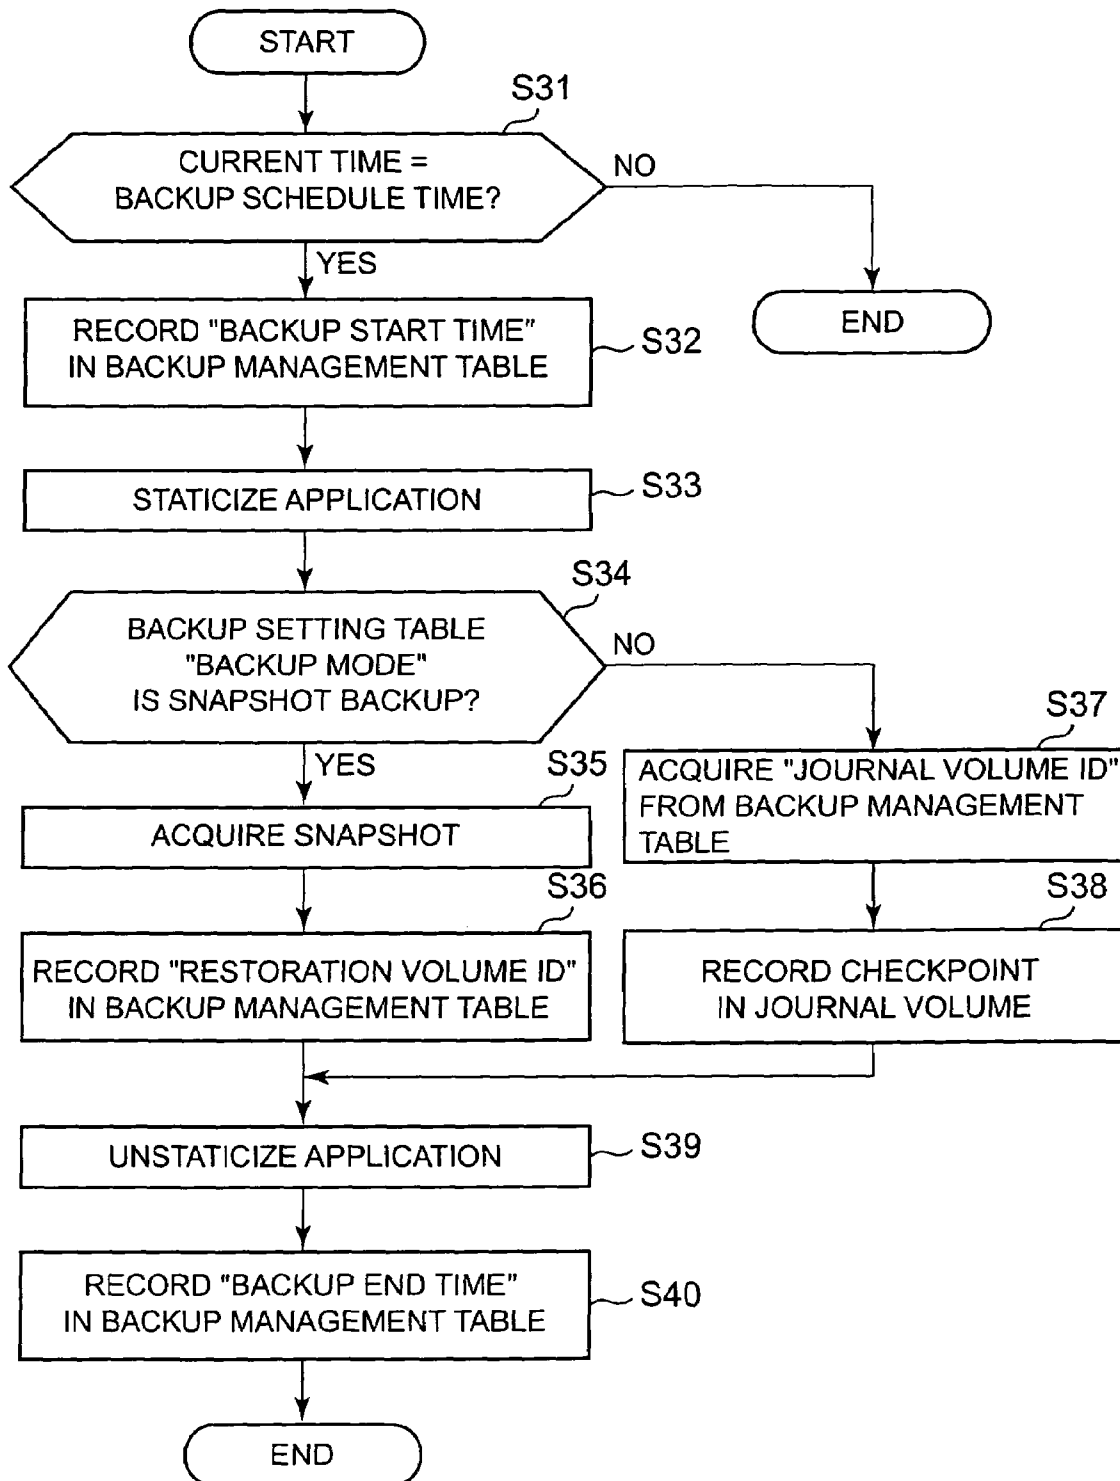 START
S31
CURRENT TIME =
BACKUP SCHEDULE TIME?
NO
YES
END
RECORD "BACKUP START TIME"
IN BACKUP MANAGEMENT TABLE
S32
STATICIZE APPLICATION
S33
S34
BACKUP SETTING TABLE
"BACKUP MODE"
IS SNAPSHOT BACKUP?
NO
YES
S35
ACQUIRE SNAPSHOT
S37
ACQUIRE "JOURNAL VOLUME ID"
FROM BACKUP MANAGEMENT
TABLE
S36
RECORD "RESTORATION VOLUME ID"
IN BACKUP MANAGEMENT TABLE
S38
RECORD CHECKPOINT
IN JOURNAL VOLUME
UNSTATICIZE APPLICATION
S39
RECORD "BACKUP END TIME"
IN BACKUP MANAGEMENT TABLE
S40
END